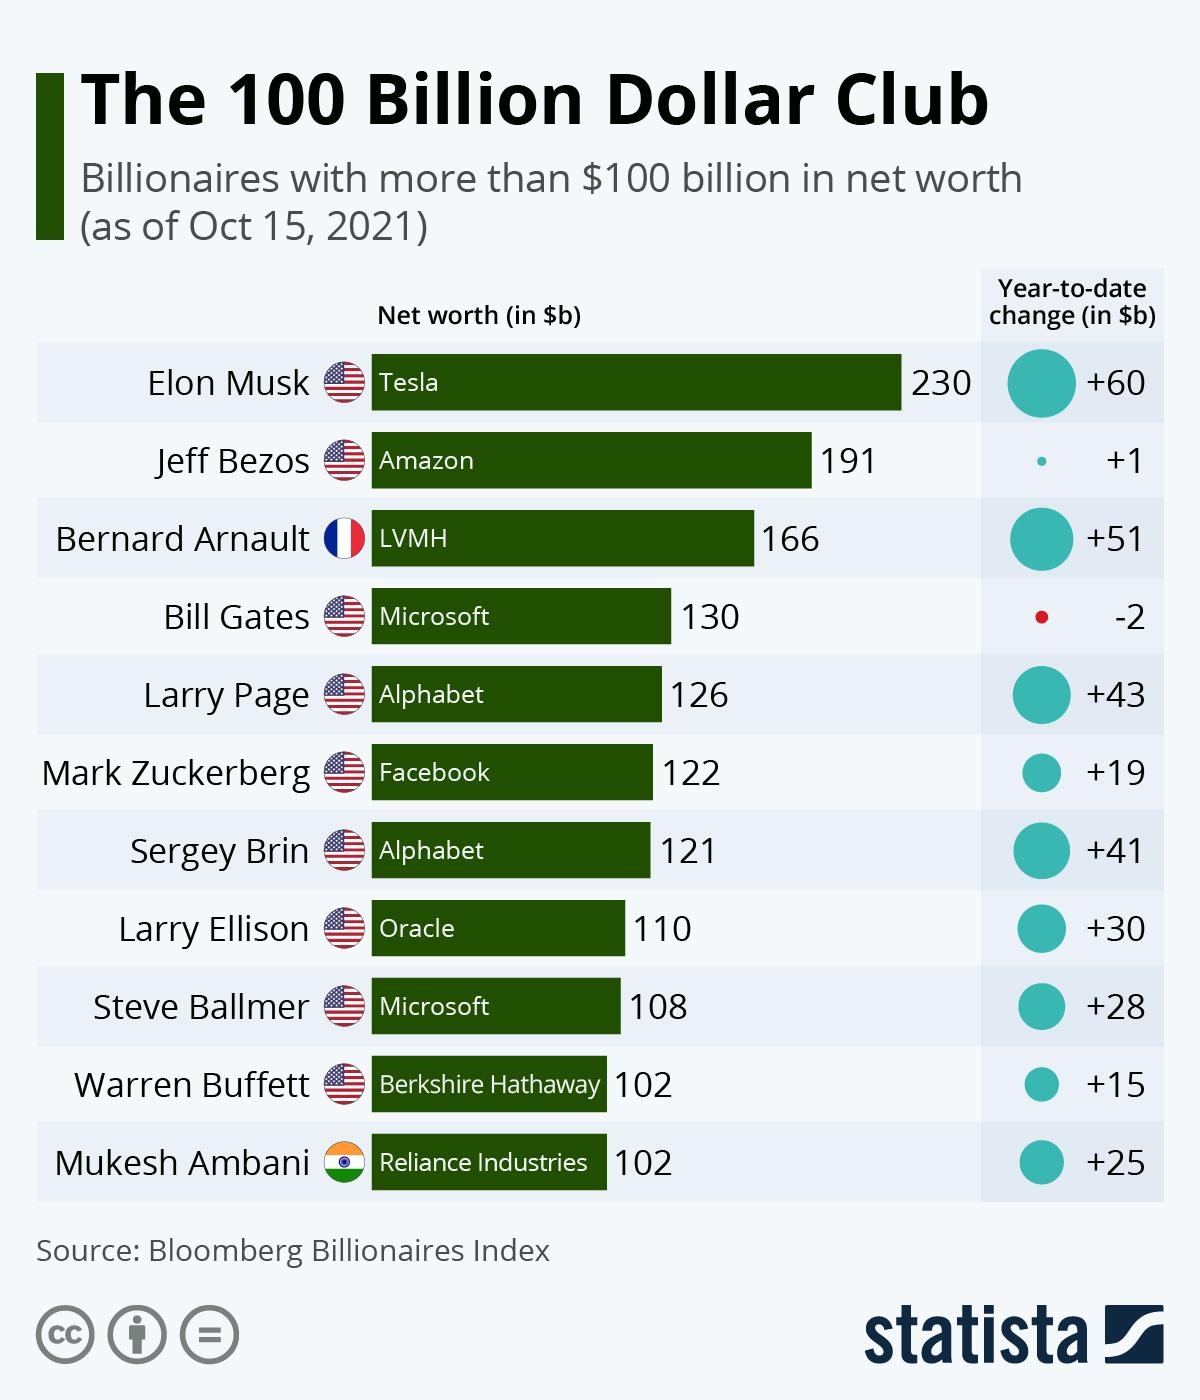 The 100 Billion Dollar Club
Billionaires with more than $100 billion in net worth
(as of Oct 15, 2021)
Net worth (in $b)
Year-to-date
change (in $b)
Elon Musk Tesla 230 +60
Jeff Bezos Amazon 191 +1
Bernard Arnault LVMH 166 +51
Bill Gates Microsoft 130 -2
Larry Page Alphabet 126 +43
Mark Zuckerberg Facebook 122 +19
Sergey Brin Alphabet 121 +41
Larry Ellison Oracle 110 +30
Steve Ballmer Microsoft 108 +28
Warren Buffett Berkshire Hathaway 102 +15
Mukesh Ambani Reliance Industries 102 +25
Source: Bloomberg Billionaires Index
cc =
statista